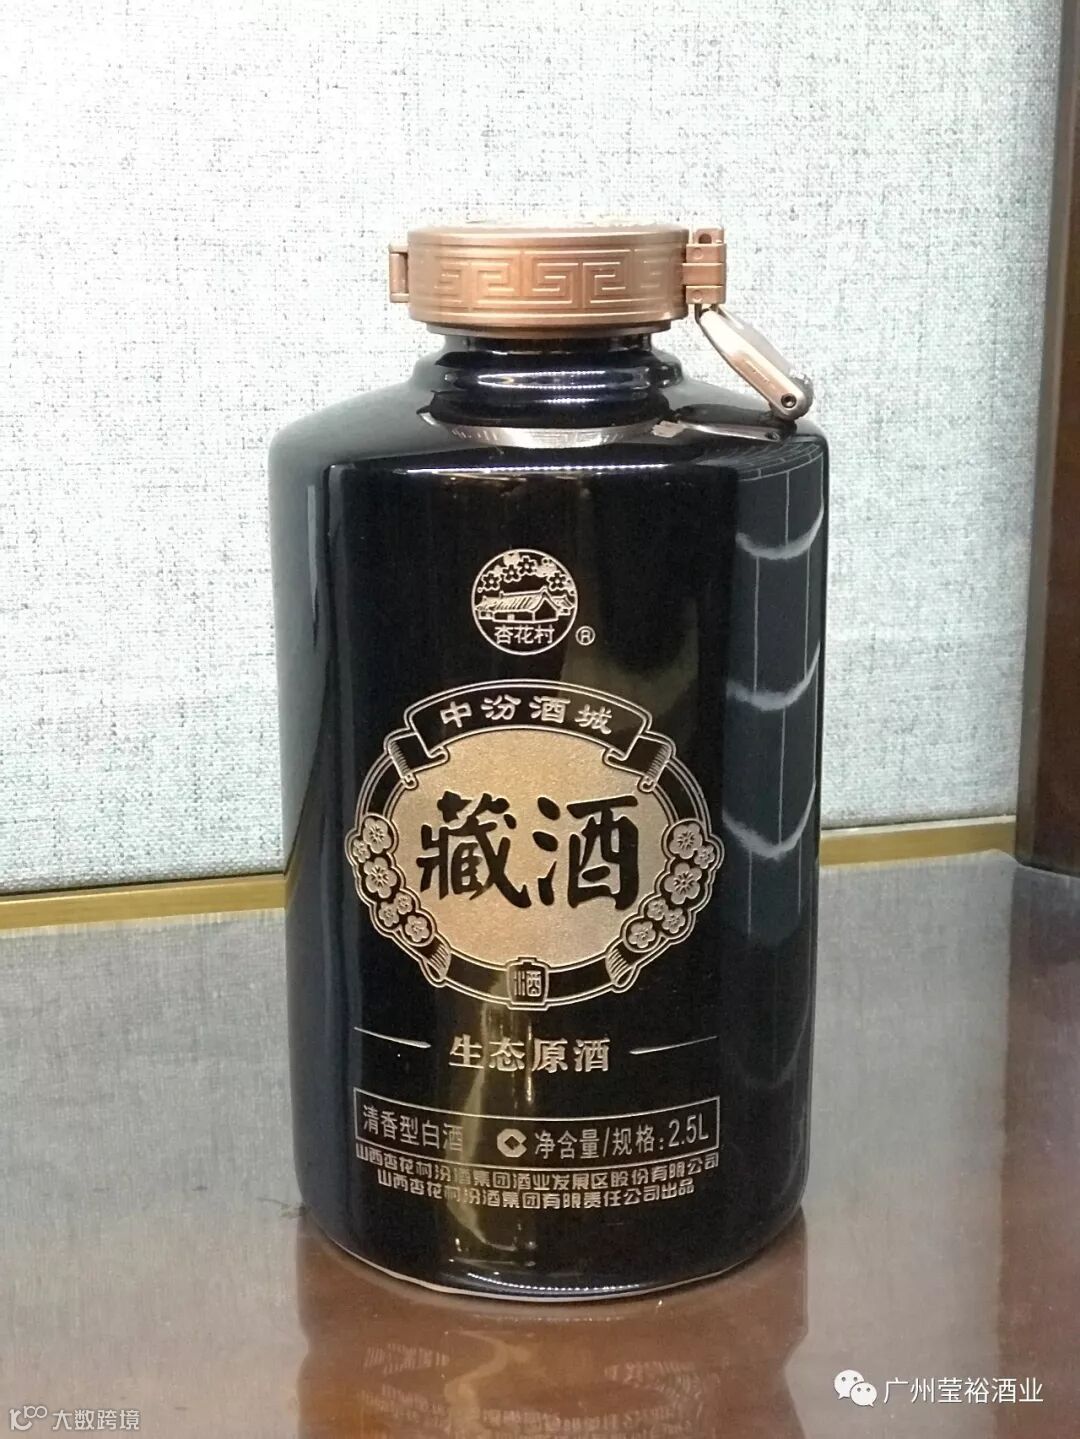 杏花村
®
中汾酒城
藏酒
汾酒
生态原酒
清香型白酒 净含量/规格:2.5L
山西杏花村汾酒集团酒业发展区股份有限公司
山西杏花村汾酒集团有限责任公司出品
广州莹裕酒业
大数跨境